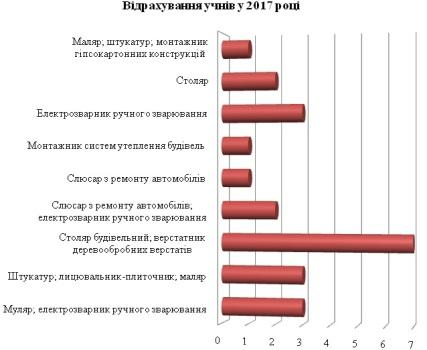 Відрахування учнів у 2017 році
Маляр; штукатур; монтажник
гіпсокартонних конструкцій
Столяр
Електрозварник ручного зварювання
Монтажник систем утеплення будівель
Слюсар з ремонту автомобілів
Слюсар з ремонту автомобілів;
електрозварник ручного зварювання
Столяр будівельний; верстатник
деревообробних верстатів
Штукатур; лицювальник-плиточник; маляр
Муляр; електрозварник ручного зварювання
0 1 2 3 4 5 6 7